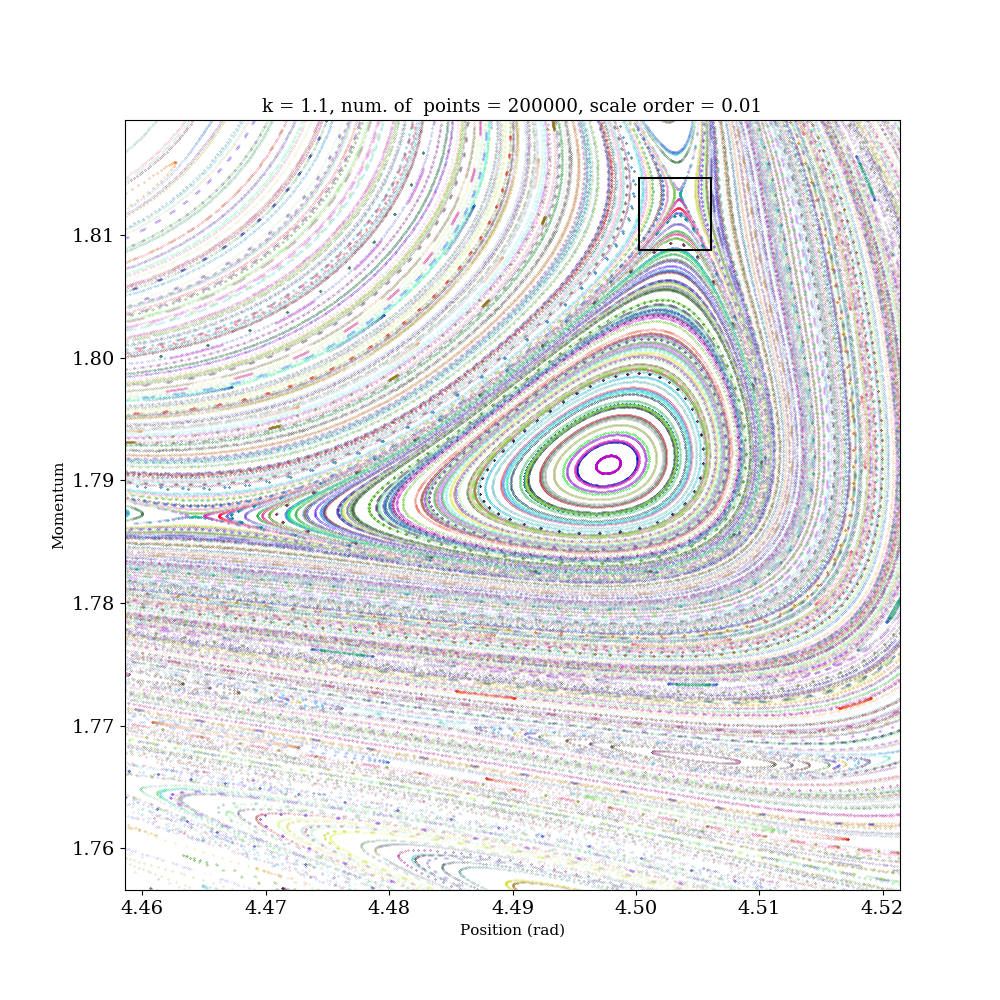 k = 1.1, num. of  points = 200000, scale order = 0.01
1.81
1.80
1.79
1.78
1.77
1.76
Momentum
4.46 4.47 4.48 4.49 4.50 4.51 4.52
Position (rad)